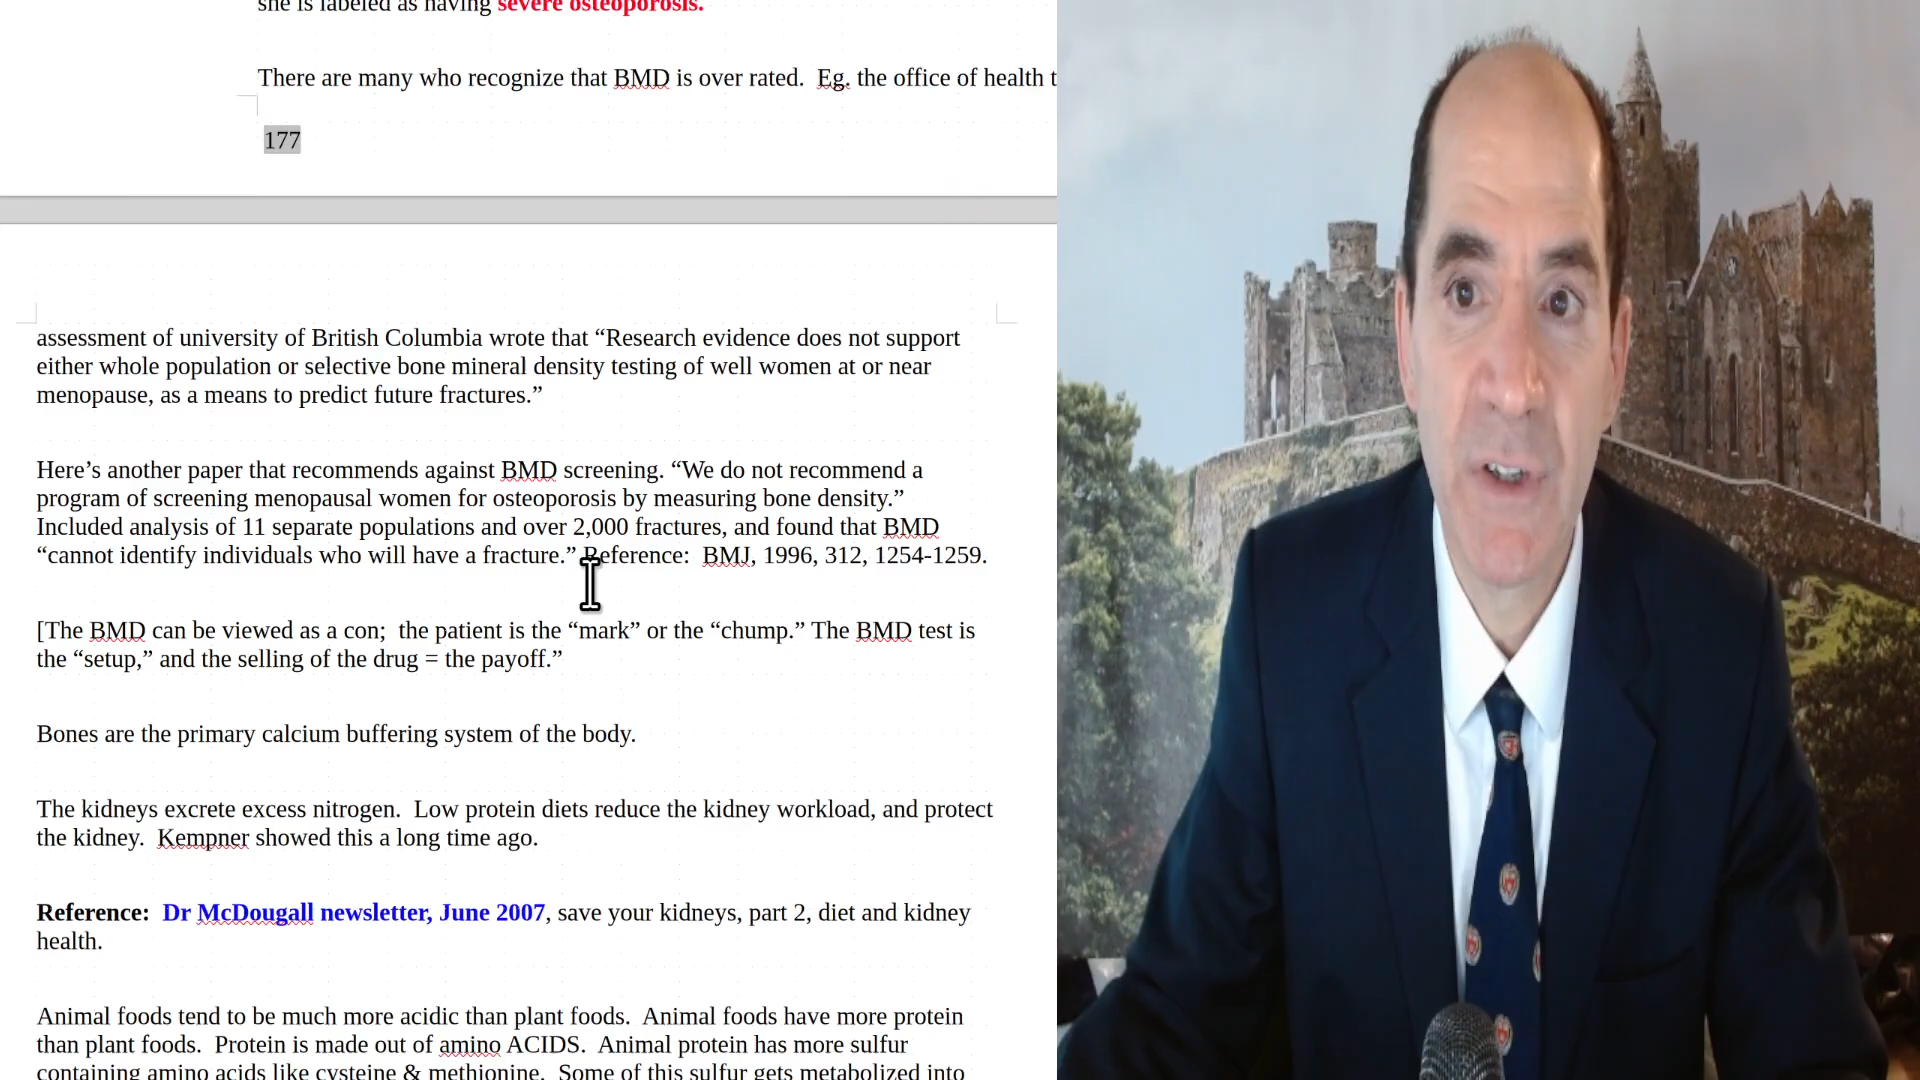 she is labeled as having severe osteoporosis.
There are many who recognize that BMD is over rated.  Eg. the office of health t
177
assessment of university of British Columbia wrote that “Research evidence does not support
either whole population or selective bone mineral density testing of well women at or near
menopause, as a means to predict future fractures.”
Here’s another paper that recommends against BMD screening. “We do not recommend a
program of screening menopausal women for osteoporosis by measuring bone density.”
Included analysis of 11 separate populations and over 2,000 fractures, and found that BMD
“cannot identify individuals who will have a fracture.” Reference:  BMJ, 1996, 312, 1254-1259.
[The BMD can be viewed as a con;  the patient is the “mark” or the “chump.” The BMD test is
the “setup,” and the selling of the drug = the payoff.”
Bones are the primary calcium buffering system of the body.
The kidneys excrete excess nitrogen.  Low protein diets reduce the kidney workload, and protect
the kidney.  Kempner showed this a long time ago.
Reference:  Dr McDougall newsletter, June 2007, save your kidneys, part 2, diet and kidney
health.
Animal foods tend to be much more acidic than plant foods.  Animal foods have more protein
than plant foods.  Protein is made out of amino ACIDS.  Animal protein has more sulfur
containing amino acids like cysteine & methionine.  Some of this sulfur gets metabolized into